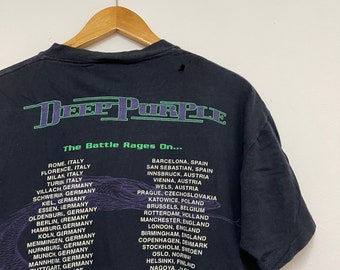 DEEP PURPLE
The Battle Rages On...
ROME, ITALY
FLORENCE, ITALY
MILAN, ITALY
TURIN, ITALY
VILLACH, GERMANY
SCHWERIN, GERMANY
KIEL, GERMANY
ESSEN, GERMANY
OLDENBURG, GERMANY
BERLIN, GERMANY
HAMBURG, GERMANY
KOLN, GERMANY
MEMMINGEN, GERMANY
NURNBERG, GERMANY
MUNICH, GERMANY
MANNHEIM, GERMANY
STUTTGART, GERMANY
BARCELONA, SPAIN
SAN SEBASTIAN, SPAIN
INNSBRUCK, AUSTRIA
VIENNA, AUSTRIA
WELS, AUSTRIA
PRAGUE, CZECHOSLOVAKIA
KATOWICE, POLAND
BRUSSELS, BELGIUM
ROTTERDAM, HOLLAND
MANCHESTER, ENGLAND
LONDON, ENGLAND
BIRMINGHAM, ENGLAND
COPENHAGEN, DENMARK
STOCKHOLM, SWEDEN
OSLO, NORWAY
HELSINKI, FINLAND
NAGOYA,